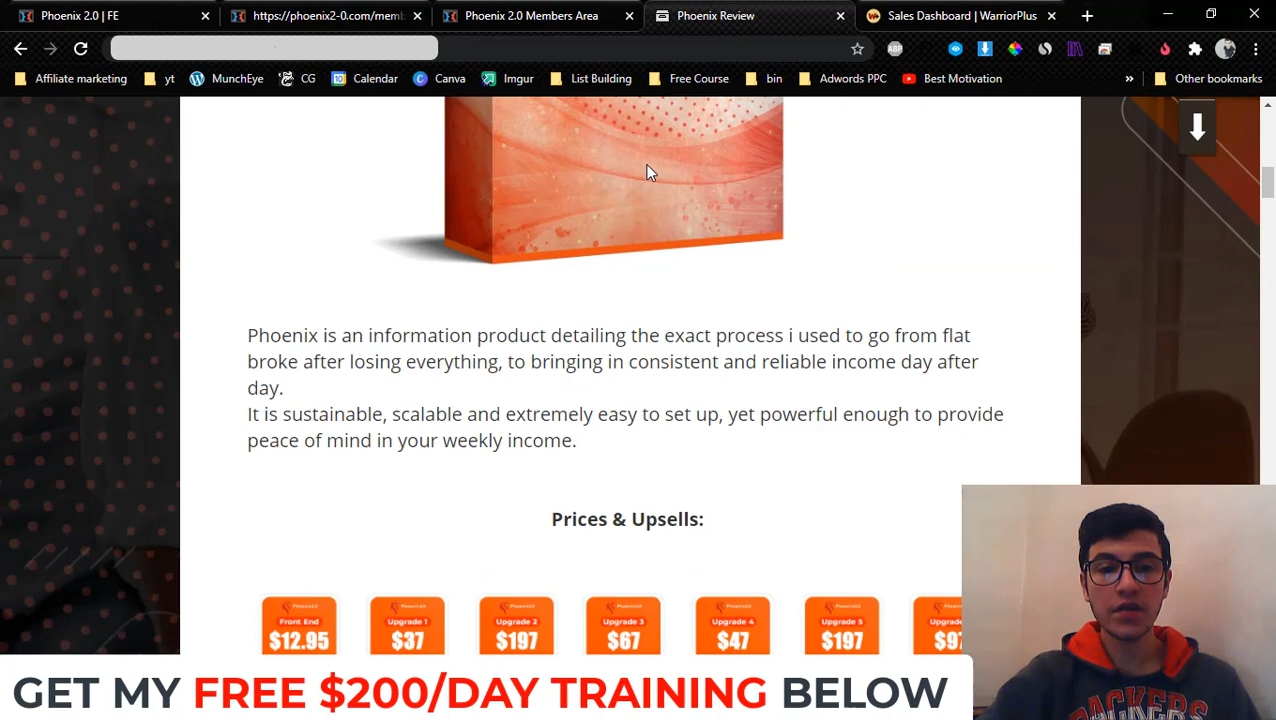 Phoenix 2.0 | FE
https://phoenix2-0.com/memb
Phoenix 2.0 Members Area
Phoenix Review
Sales Dashboard | WarriorPlus
ABP
Affiliate marketing
yt
MunchEye
CG
Calendar
Canva
Imgur
List Building
Free Course
bin
Adwords PPC
Best Motivation
»
Other bookmarks
Phoenix is an information product detailing the exact process i used to go from flat
broke after losing everything, to bringing in consistent and reliable income day after
day.
It is sustainable, scalable and extremely easy to set up, yet powerful enough to provide
peace of mind in your weekly income.
Prices & Upsells:
Front End
$12.95
Upgrade 1
$37
Upgrade 2
$197
Upgrade 3
$67
Upgrade 4
$47
Upgrade 5
$197
Upgrade
$97
PACKERS
GET MY FREE $200/DAY TRAINING BELOW